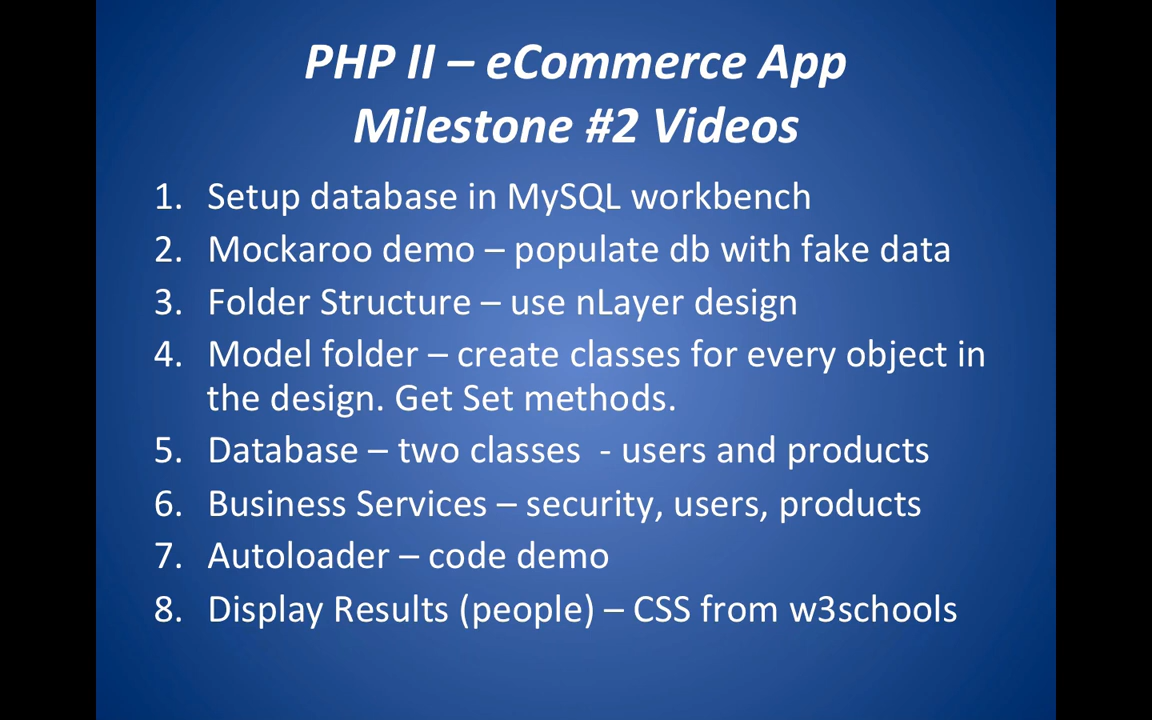 PHP II – eCommerce App
Milestone #2 Videos
1. Setup database in MySQL workbench
2. Mockaroo demo – populate db with fake data
3. Folder Structure – use nLayer design
4. Model folder – create classes for every object in
the design. Get Set methods.
5. Database – two classes  - users and products
6. Business Services – security, users, products
7. Autoloader – code demo
8. Display Results (people) – CSS from w3schools